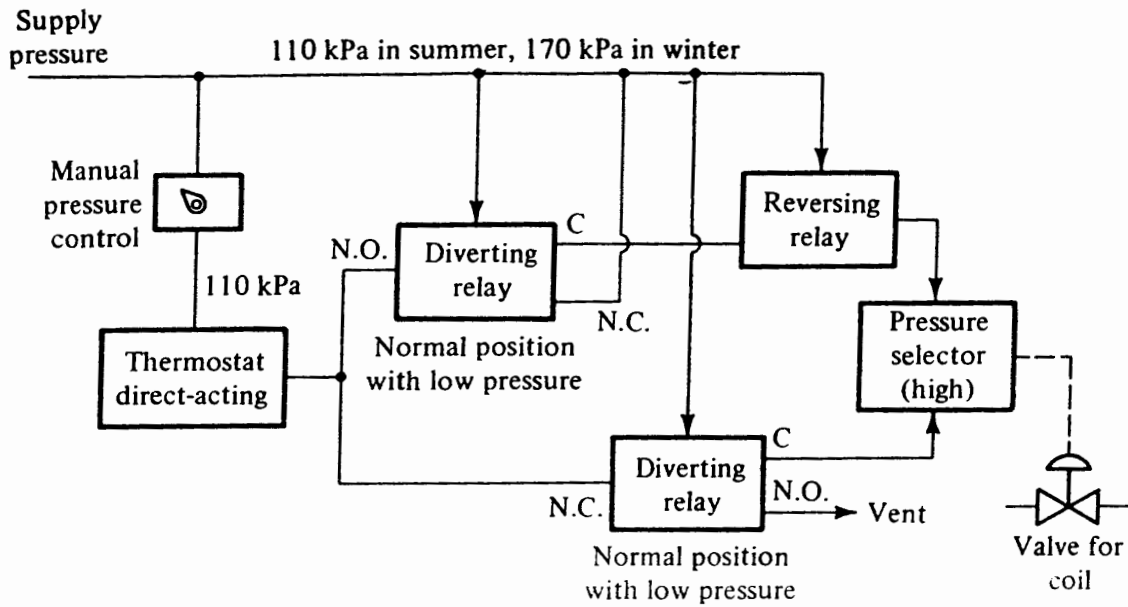 Supply
pressure
110 kPa in summer, 170 kPa in winter
Manual
pressure
control
110 kPa
Thermostat
direct-acting
N.O.
Diverting
relay
C
N.C.
Normal position
with low pressure
Reversing
relay
Pressure
selector
(high)
N.C.
Diverting
relay
C
N.O.
Vent
Normal position
with low pressure
Valve for
coil